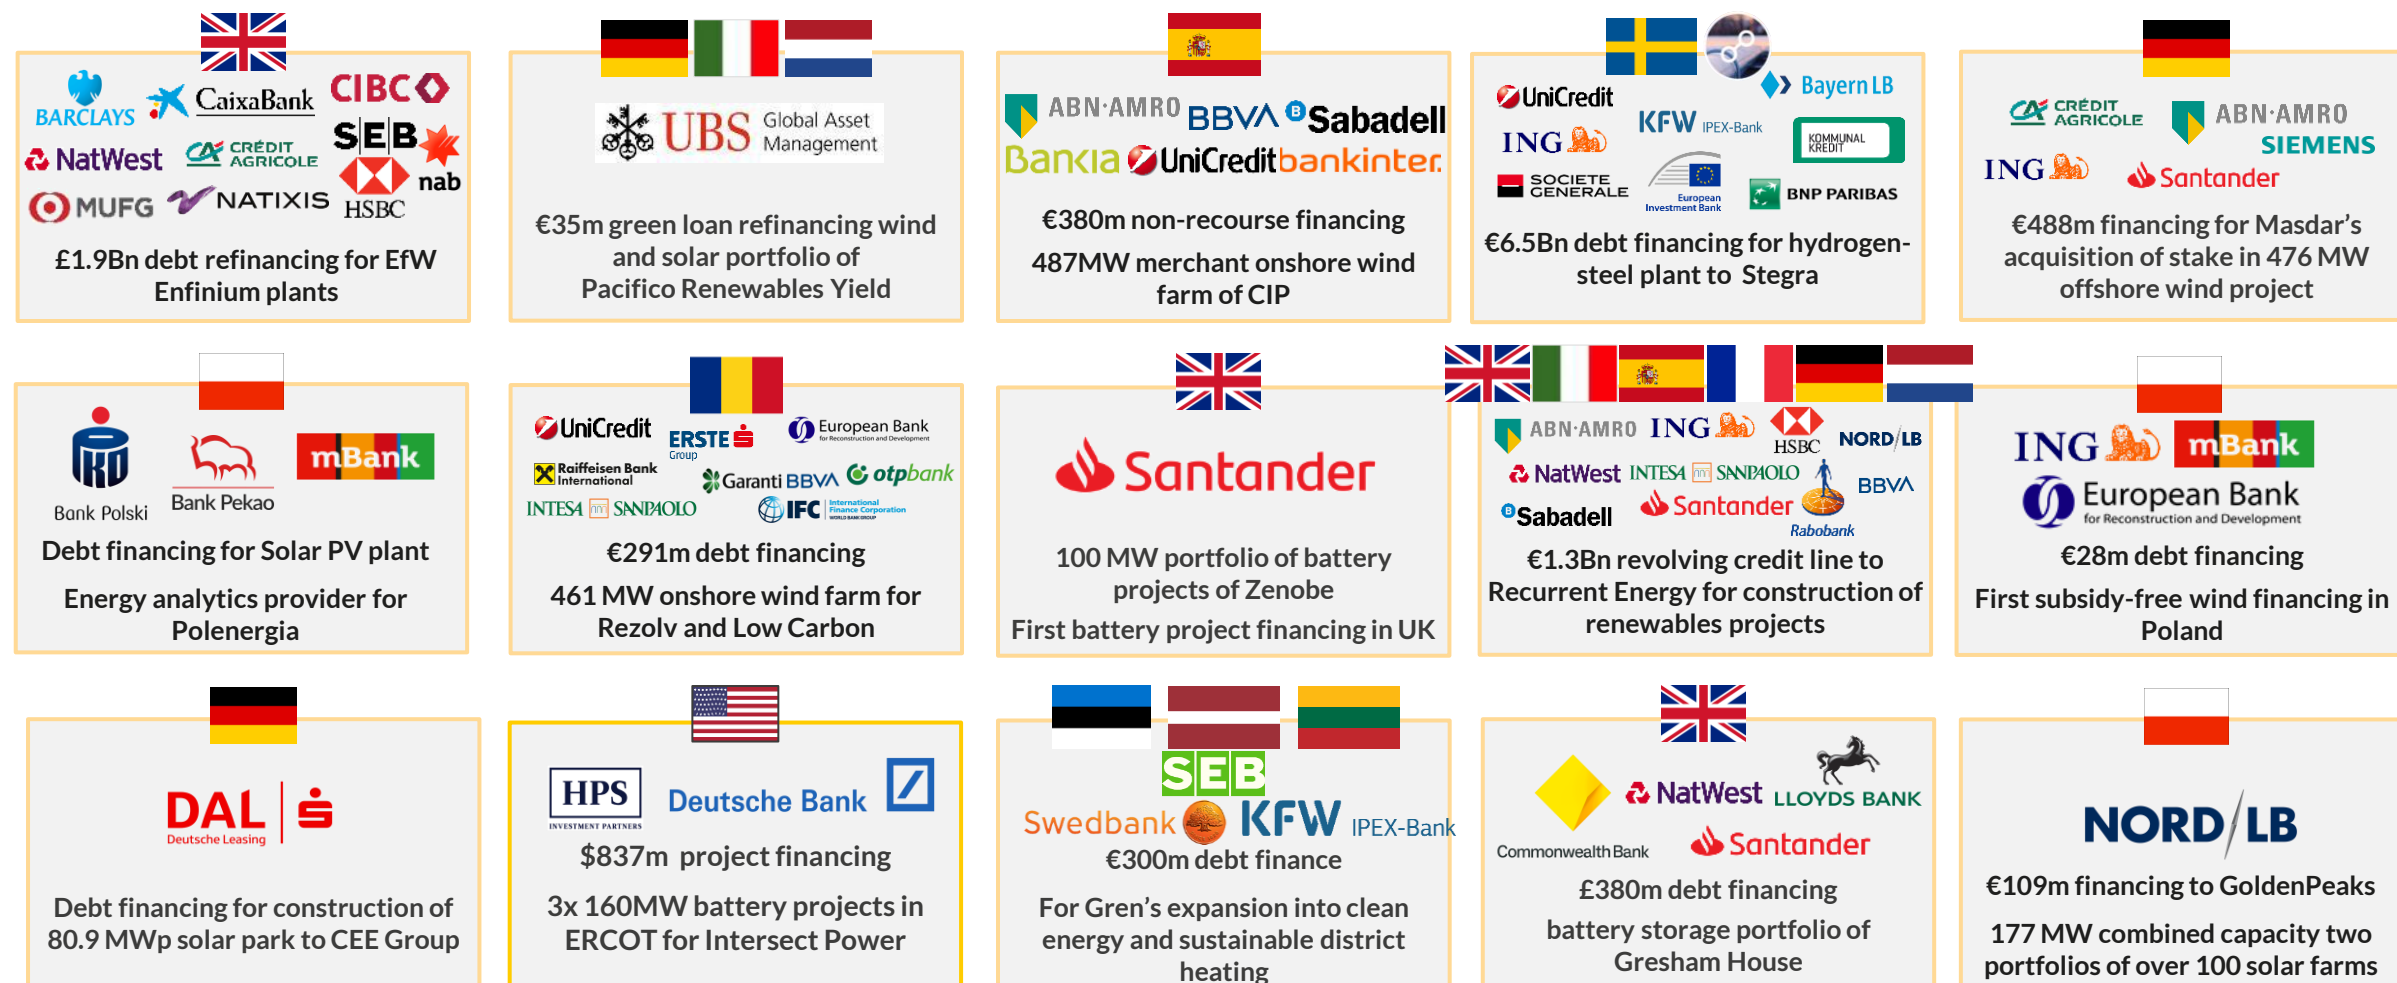 BARCLAYS
CaixaBank
CIBC
NatWest
CRÉDIT
AGRICOLE
SEB
nab
MUFG
NATIXIS
HSBC
£1.9Bn debt refinancing for EfW
Enfinium plants
UBS Global Asset
Management
€35m green loan refinancing wind
and solar portfolio of
Pacifico Renewables Yield
ABN·AMRO
BBVA
B Sabadell
Bankia
UniCredit
bankinter.
€380m non-recourse financing
487MW merchant onshore wind
farm of CIP
UniCredit
Bayern LB
ING
KFW IPEX-Bank
KOMMUNAL
KREDIT
SOCIETE
GENERALE
European
Investment Bank
BNP PARIBAS
€6.5Bn debt financing for hydrogen-
steel plant to Stegra
CRÉDIT
AGRICOLE
ABN·AMRO
SIEMENS
ING
Santander
€488m financing for Masdar's
acquisition of stake in 476 MW
offshore wind project
Bank Polski
Bank Pekao
mBank
Debt financing for Solar PV plant
Energy analytics provider for
Polenergia
UniCredit
ERSTE
Group
European Bank
for Reconstruction and Development
Raiffeisen Bank
International
Garanti BBVA
otpbank
INTESA SANPAOLO
IFC International
Finance Corporation
WORLD BANK GROUP
€291m debt financing
461 MW onshore wind farm for
Rezolv and Low Carbon
Santander
100 MW portfolio of battery
projects of Zenobe
First battery project financing in UK
ABN·AMRO
ING
HSBC
NORD/LB
NatWest
INTESA SANPAOLO
BBVA
B Sabadell
Santander
Rabobank
€1.3Bn revolving credit line to
Recurrent Energy for construction of
renewables projects
ING
mBank
European Bank
for Reconstruction and Development
€28m debt financing
First subsidy-free wind financing in
Poland
DAL
Deutsche Leasing
Debt financing for construction of
80.9 MWp solar park to CEE Group
HPS
INVESTMENT PARTNERS
Deutsche Bank
$837m project financing
3x 160MW battery projects in
ERCOT for Intersect Power
SEB
Swedbank
KFW IPEX-Bank
€300m debt finance
For Gren's expansion into clean
energy and sustainable district
heating
Commonwealth Bank
NatWest
LLOYDS BANK
Santander
£380m debt financing
battery storage portfolio of
Gresham House
NORD/LB
€109m financing to GoldenPeaks
177 MW combined capacity two
portfolios of over 100 solar farms